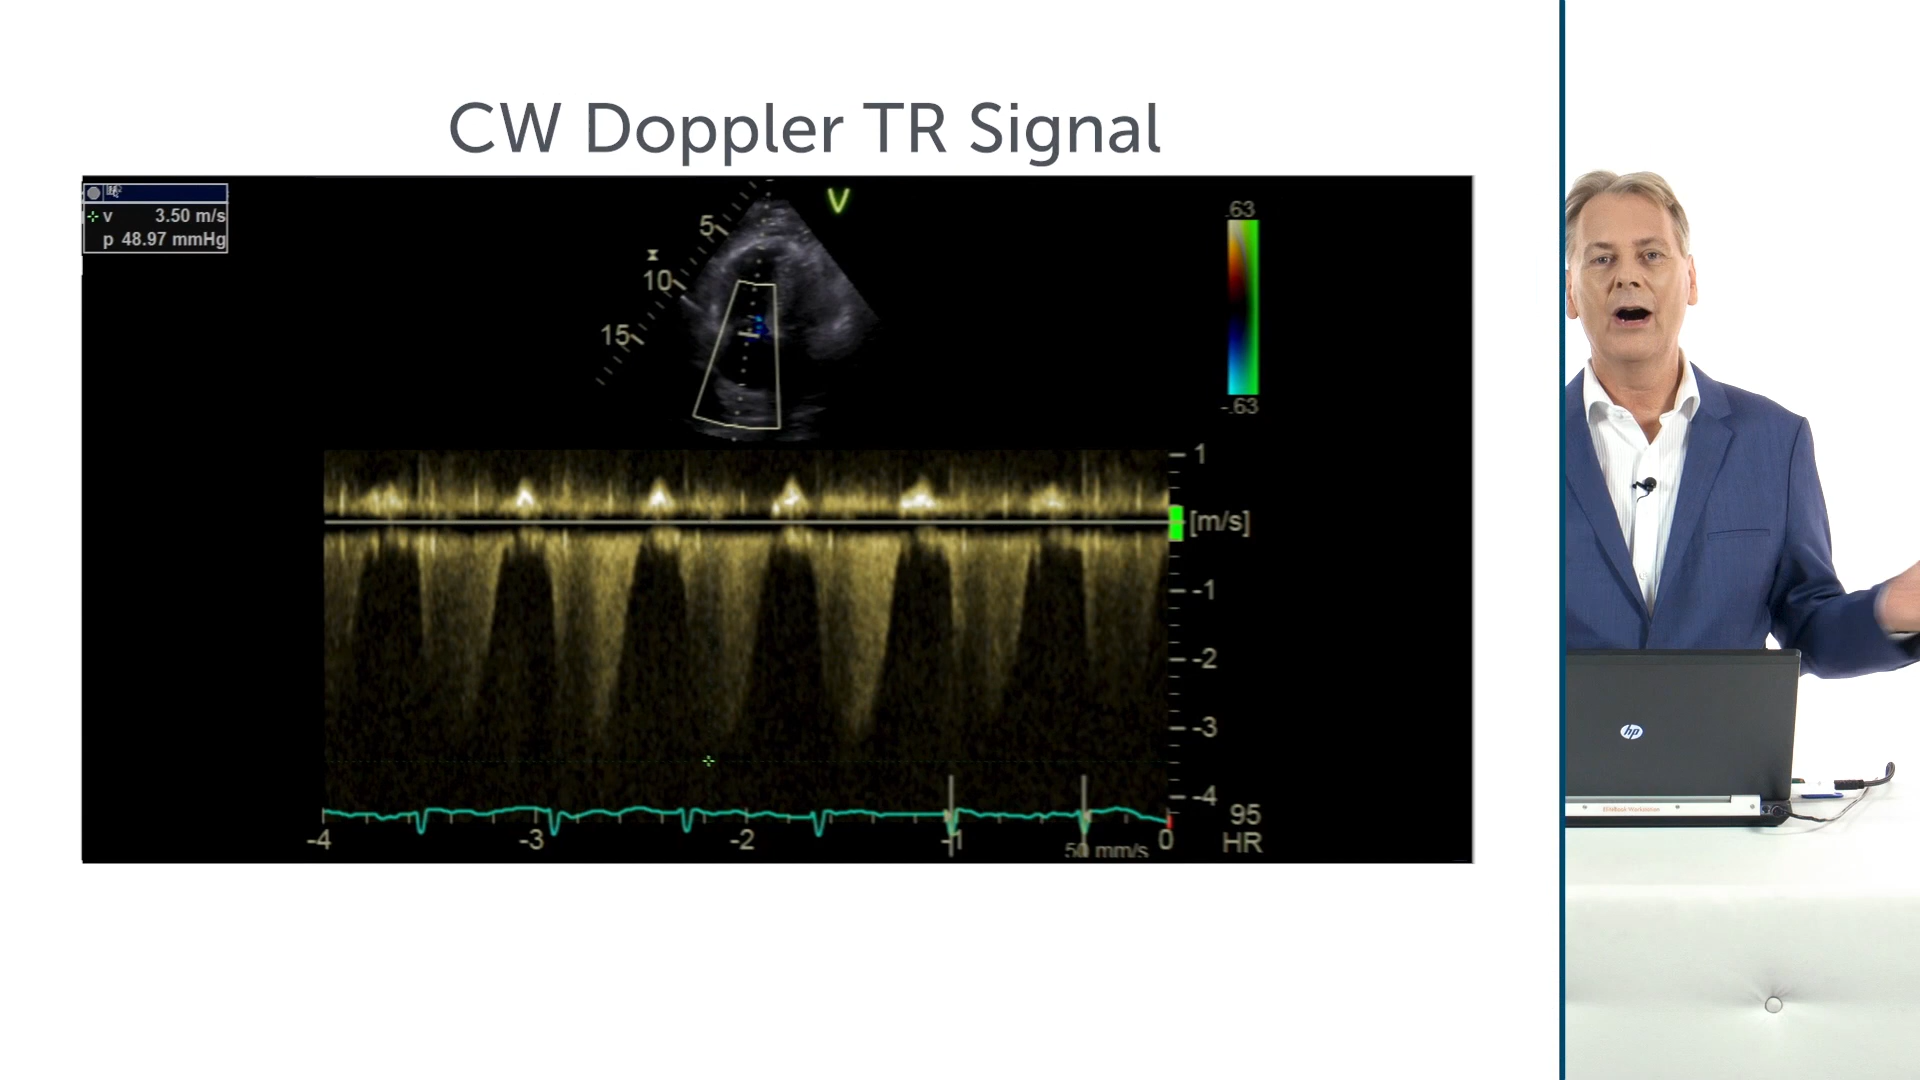 CW Doppler TR Signal
v 3.50 m/s
p 48.97 mmHg
V
5
10
15
.63
-.63
1
[m/s]
-1
-2
-3
-4
95
HR
-4 -3 -2 -1 0
50 mm/s
hp